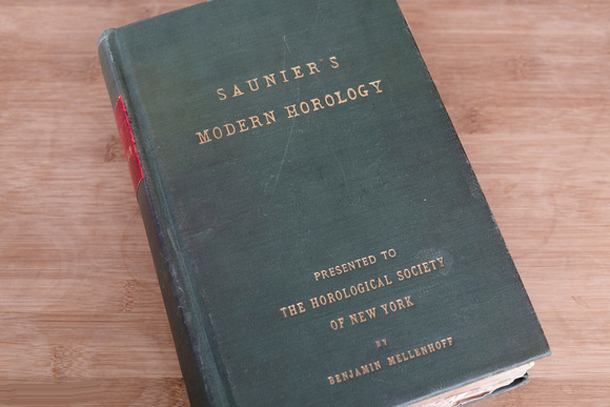 SAUNIER'S
MODERN HOROLOGY
PRESENTED TO
THE HOROLOGICAL SOCIETY
OF NEW YORK
BY
BENJAMIN MELLENHOFF